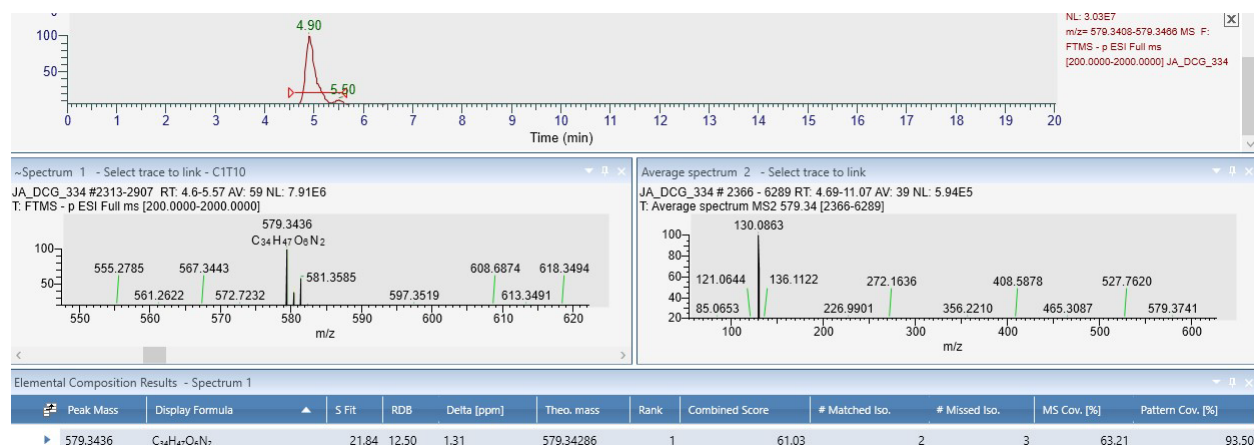 NL: 3.03E7
m/z= 579.3408-579.3466 MS F:
FTMS - p ESI Full ms
[200.0000-2000.0000] JA_DCG_334
0
100
50
4.90
5.50
0 1 2 3 4 5 6 7 8 9 10 11 12 13 14 15 16 17 18 19 20
Time (min)
~Spectrum 1 - Select trace to link - C1T10
JA_DCG_334 #2313-2907 RT: 4.6-5.57 AV: 59 NL: 7.91E6
T: FTMS - p ESI Full ms [200.0000-2000.0000]
579.3436
C₃₄H₄₇O₆N₂
100
50
555.2785 567.3443 581.3585 608.6874 618.3494
561.2622 572.7232 597.3519 613.3491
550 560 570 580 590 600 610 620
m/z
Average spectrum 2 - Select trace to link
JA_DCG_334 # 2366 - 6289 RT: 4.69-11.07 AV: 39 NL: 5.94E5
T: Average spectrum MS2 579.34 [2366-6289]
130.0863
100
80
60
40
20
121.0644 136.1122 272.1636 408.5878 527.7620
85.0653 226.9901 356.2210 465.3087 579.3741
100 200 300 400 500 600
m/z
Elemental Composition Results - Spectrum 1
Peak Mass Display Formula S Fit RDB Delta [ppm] Theo. mass Rank Combined Score # Matched Iso. # Missed Iso. MS Cov. [%] Pattern Cov. [%]
579.3436 C₃₄H₄₇O₆N₂ 21.84 12.50 1.31 579.34286 1 61.03 2 3 63.21 93.50